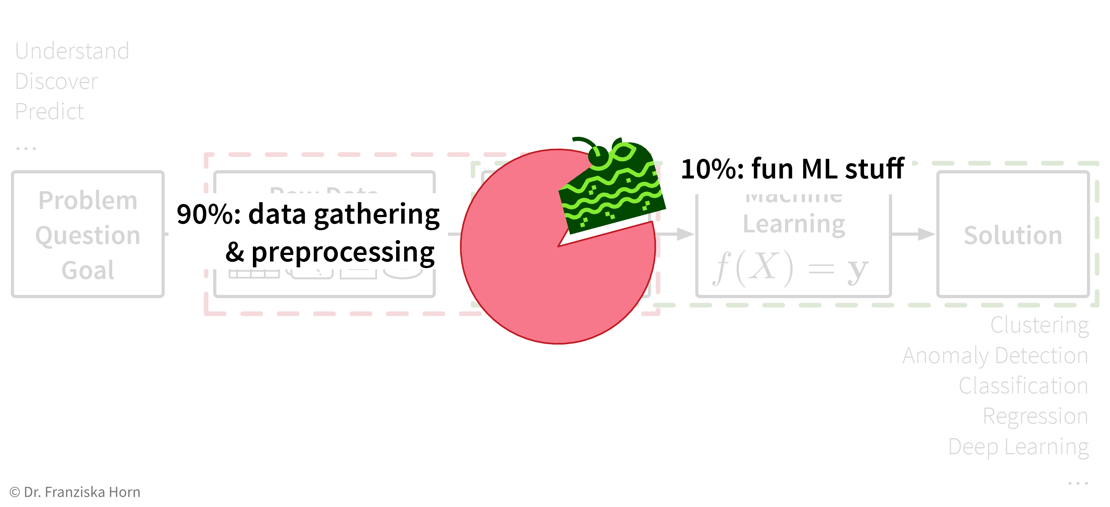 Understand
Discover
Predict
...
Problem
Question
Goal
Raw Data
90%: data gathering
& preprocessing
10%: fun ML stuff
Machine
Learning
f(X) = y
Solution
Clustering
Anomaly Detection
Classification
Regression
Deep Learning
...
© Dr. Franziska Horn